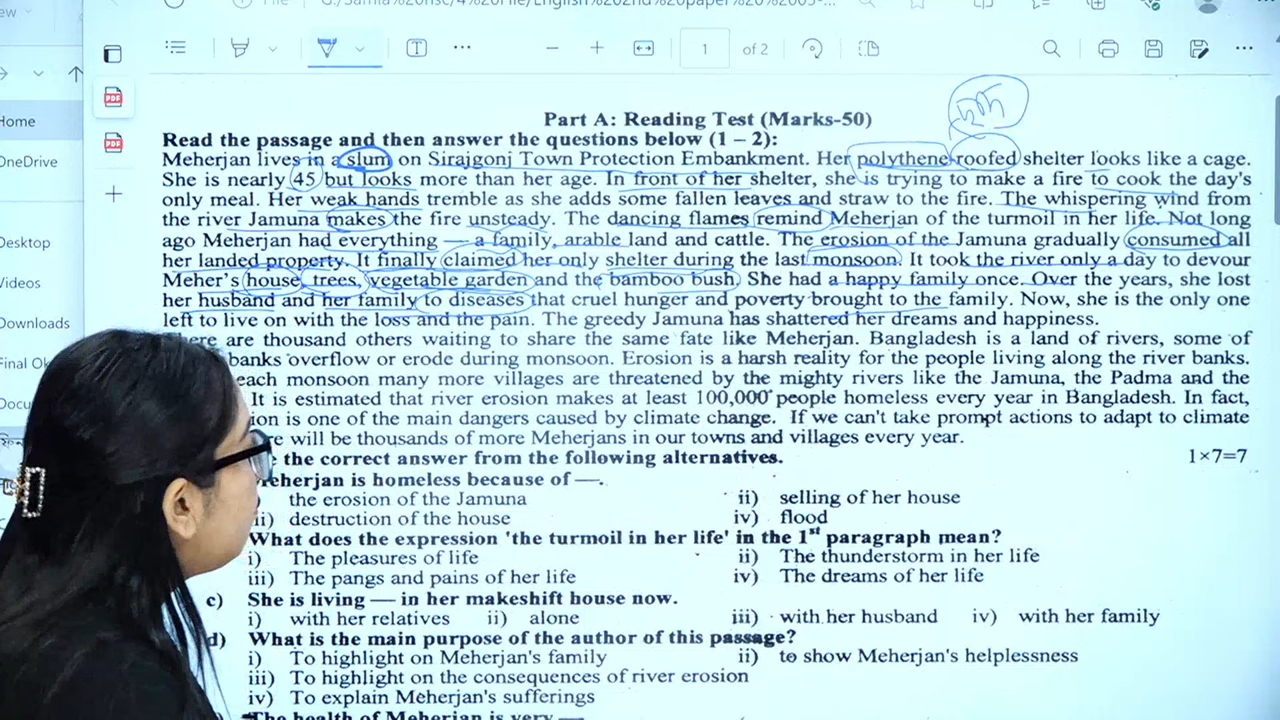 1 of 2
Home
OneDrive
Desktop
Videos
Downloads
Part A: Reading Test (Marks-50)
Read the passage and then answer the questions below (1 – 2):
Meherjan lives in a slum on Sirajgonj Town Protection Embankment. Her polythene roofed shelter looks like a cage.
She is nearly 45 but looks more than her age. In front of her shelter, she is trying to make a fire to cook the day's
only meal. Her weak hands tremble as she adds some fallen leaves and straw to the fire. The whispering wind from
the river Jamuna makes the fire unsteady. The dancing flames remind Meherjan of the turmoil in her life. Not long
ago Meherjan had everything — a family, arable land and cattle. The erosion of the Jamuna gradually consumed all
her landed property. It finally claimed her only shelter during the last monsoon. It took the river only a day to devour
Meher's house, trees, vegetable garden and the bamboo bush. She had a happy family once. Over the years, she lost
her husband and her family to diseases that cruel hunger and poverty brought to the family. Now, she is the only one
left to live on with the loss and the pain. The greedy Jamuna has shattered her dreams and happiness.
are thousand others waiting to share the same fate like Meherjan. Bangladesh is a land of rivers, some of
banks overflow or erode during monsoon. Erosion is a harsh reality for the people living along the river banks.
each monsoon many more villages are threatened by the mighty rivers like the Jamuna, the Padma and the
It is estimated that river erosion makes at least 100,000 people homeless every year in Bangladesh. In fact,
is one of the main dangers caused by climate change. If we can't take prompt actions to adapt to climate
will be thousands of more Meherjans in our towns and villages every year.
the correct answer from the following alternatives. 1×7=7
Meherjan is homeless because of —.
the erosion of the Jamuna ii) selling of her house
destruction of the house iv) flood
What does the expression 'the turmoil in her life' in the 1st paragraph mean?
i) The pleasures of life ii) The thunderstorm in her life
iii) The pangs and pains of her life iv) The dreams of her life
c) She is living — in her makeshift house now.
i) with her relatives ii) alone iii) with her husband iv) with her family
d) What is the main purpose of the author of this passage?
i) To highlight on Meherjan's family ii) to show Meherjan's helplessness
iii) To highlight on the consequences of river erosion
iv) To explain Meherjan's sufferings
The health of Meherjan is very —